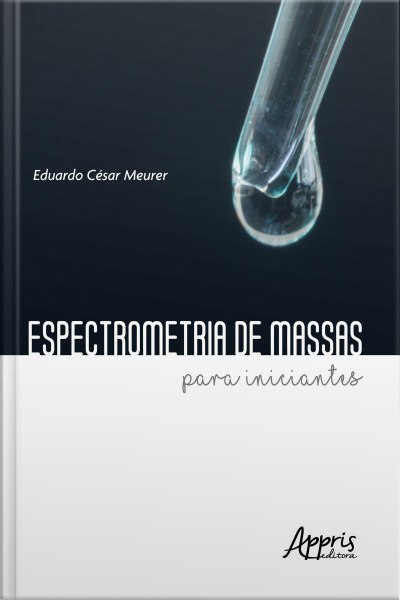 Eduardo César Meurer
ESPECTROMETRIA DE MASSAS
para iniciantes
Appris
editora